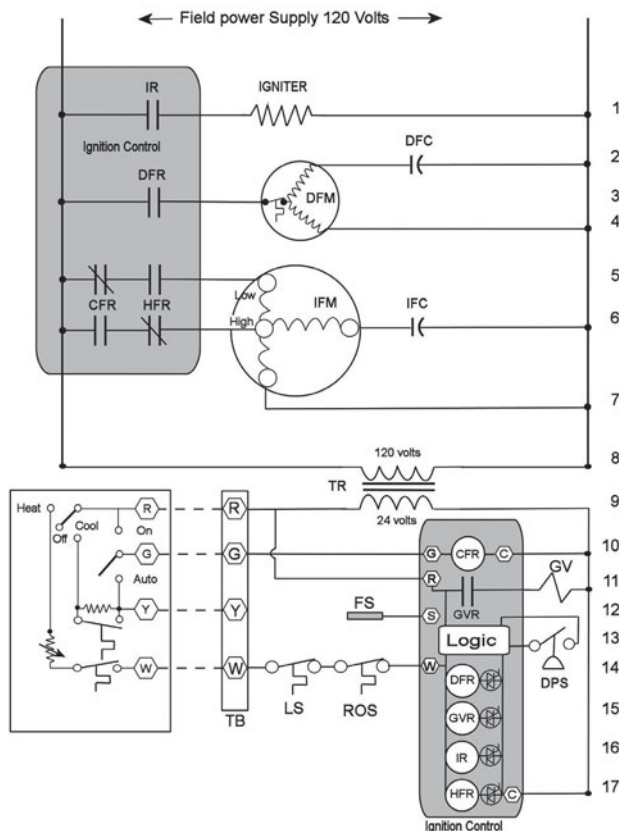 Field power Supply 120 Volts
IR
IGNITER
1
Ignition Control
DFC
2
DFR
DFM
3
4
5
CFR
HFR
Low
IFM
IFC
High
6
7
120 volts
8
TR
24 volts
9
Heat
Off
Cool
On
R
R
G
Auto
G
G
CFR
C
10
R
GV
11
GVR
Y
Y
FS
S
12
Logic
13
W
W
LS
ROS
W
DPS
14
TB
DFR
GVR
15
IR
16
HFR
C
17
Ignition Control